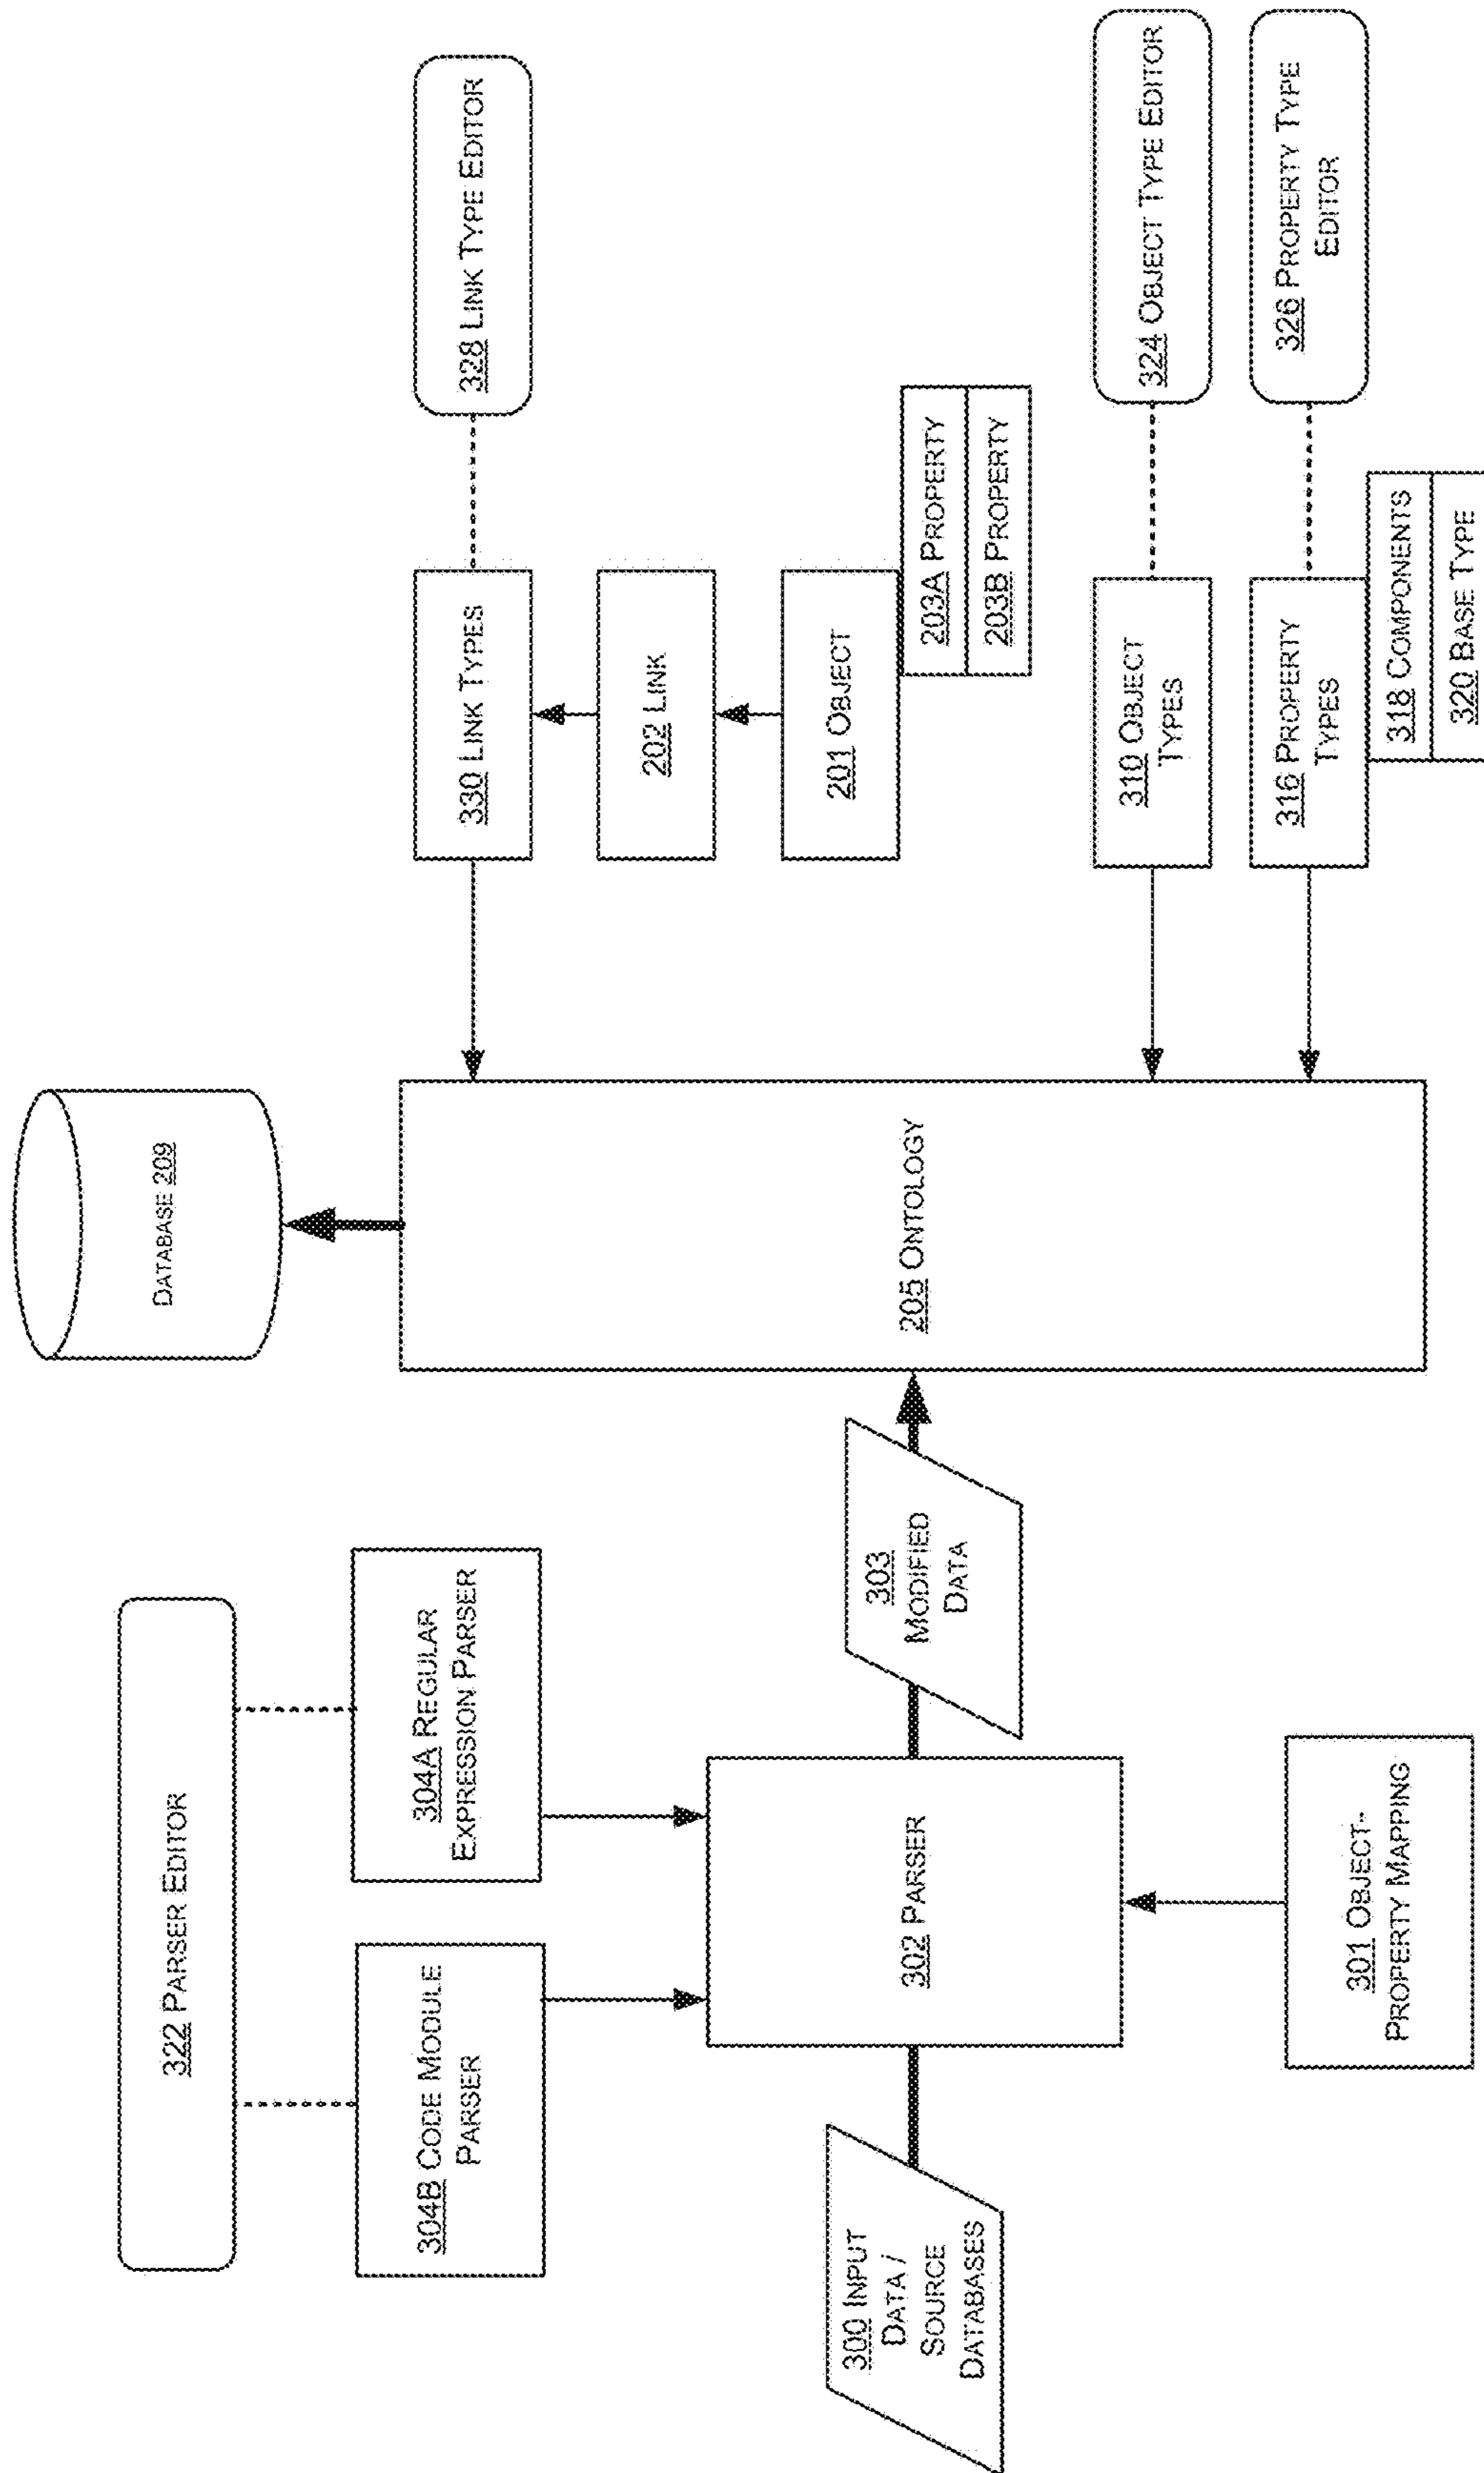 322 PARSER EDITOR
304B CODE MODULE
PARSER
304A REGULAR
EXPRESSION PARSER
300 INPUT
DATA /
SOURCE
DATABASES
302 PARSER
303
MODIFIED
DATA
301 OBJECT-
PROPERTY MAPPING
DATABASE 209
205 ONTOLOGY
330 LINK TYPES
328 LINK TYPE EDITOR
202 LINK
201 OBJECT
203A PROPERTY
203B PROPERTY
310 OBJECT
TYPES
324 OBJECT TYPE EDITOR
316 PROPERTY
TYPES
326 PROPERTY TYPE
EDITOR
318 COMPONENTS
320 BASE TYPE